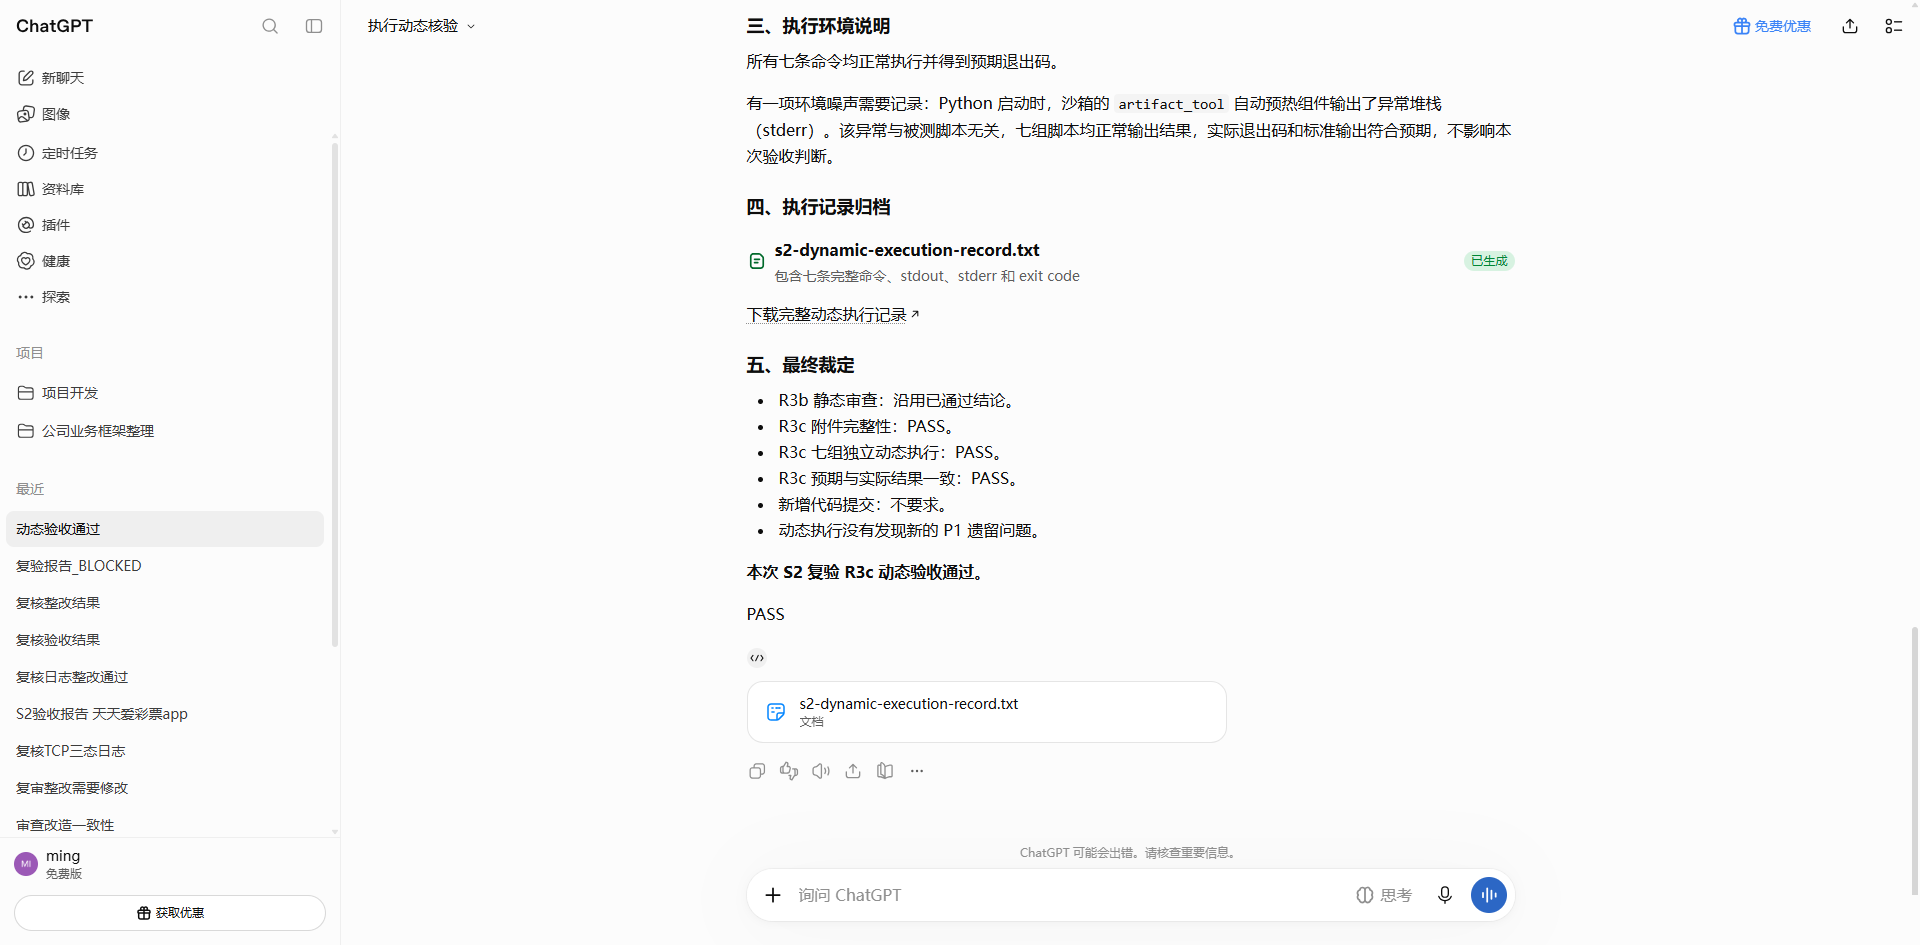 ChatGPT
新聊天
图像
定时任务
资料库
插件
健康
探索
项目
项目开发
公司业务框架整理
最近
动态验收通过
复验报告_BLOCKED
复核整改结果
复核验收结果
复核日志整改通过
S2验收报告 天天爱彩票app
复核TCP三态日志
复审整改需要修改
审查改造一致性
MI
ming
免费版
获取优惠
执行动态核验
免费优惠
三、执行环境说明
所有七条命令均正常执行并得到预期退出码。
有一项环境噪声需要记录：Python 启动时，沙箱的 artifact_tool 自动预热组件输出了异常堆栈
（stderr）。该异常与被测脚本无关，七组脚本均正常输出结果，实际退出码和标准输出符合预期，不影响本
次验收判断。
四、执行记录归档
s2-dynamic-execution-record.txt
包含七条完整命令、stdout、stderr 和 exit code
已生成
下载完整动态执行记录
五、最终裁定
R3b 静态审查：沿用已通过结论。
R3c 附件完整性：PASS。
R3c 七组独立动态执行：PASS。
R3c 预期与实际结果一致：PASS。
新增代码提交：不要求。
动态执行没有发现新的 P1 遗留问题。
本次 S2 复验 R3c 动态验收通过。
PASS
s2-dynamic-execution-record.txt
文档
ChatGPT 可能会出错。请核查重要信息。
询问 ChatGPT
思考